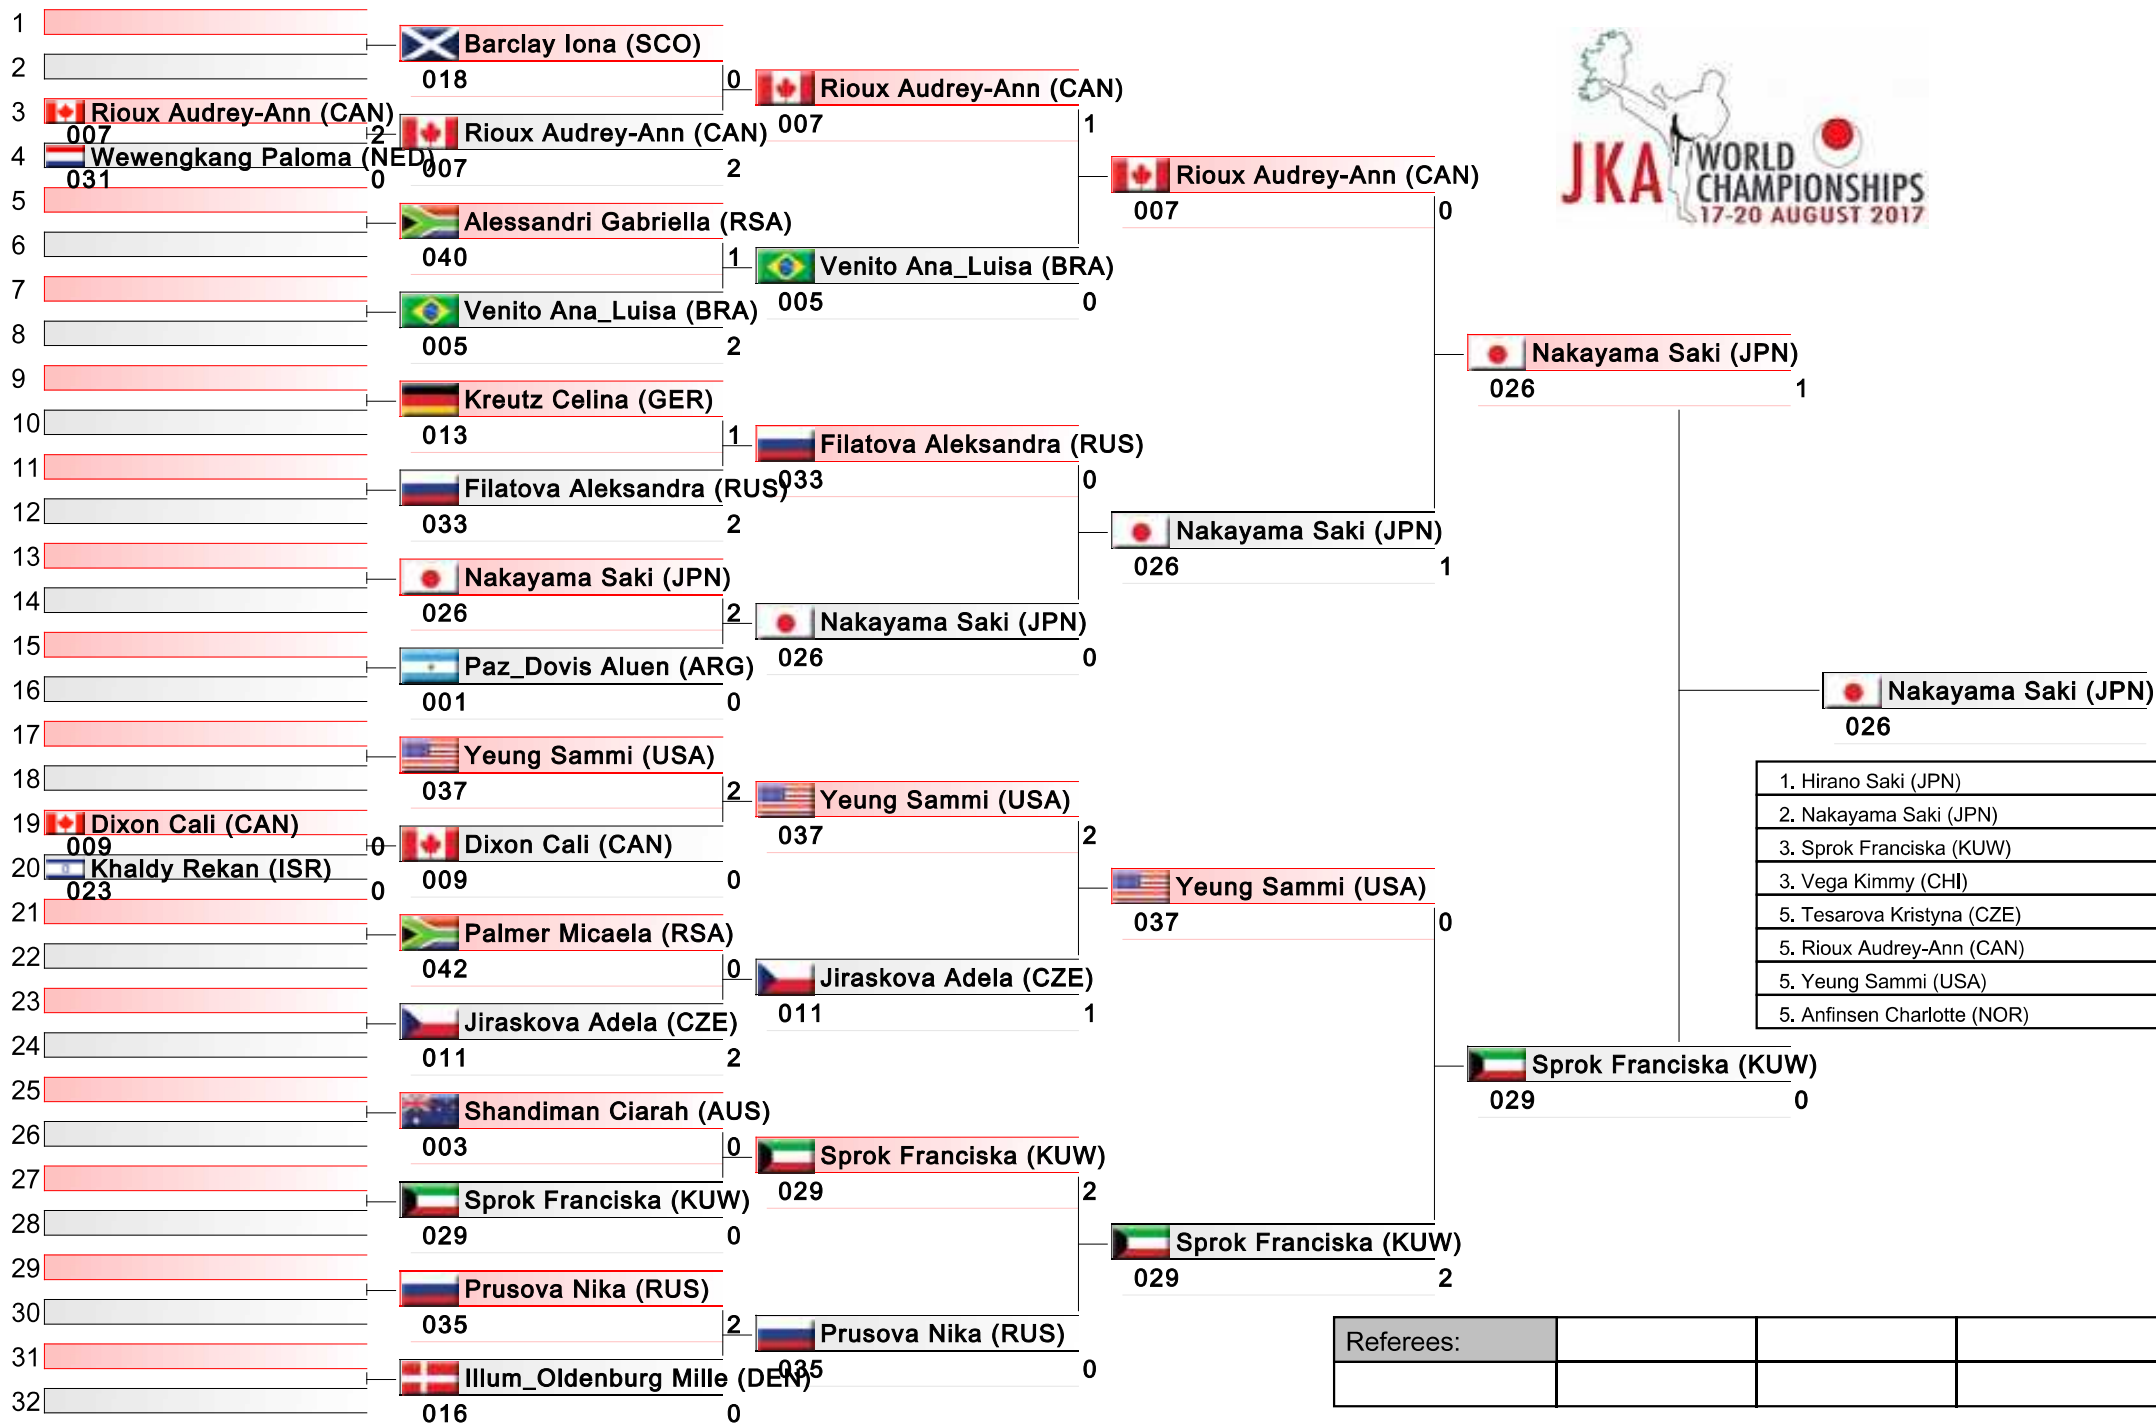 1
2
3 Rioux Audrey-Ann (CAN)
007 2
4 Wewengkang Paloma (NED)
031 0
5
6
7
8
9
10
11
12
13
14
15
16
17
18
19 Dixon Cali (CAN)
009 0
20 Khaldy Rekan (ISR)
023 0
21
22
23
24
25
26
27
28
29
30
31
32
Barclay Iona (SCO)
018 0
Rioux Audrey-Ann (CAN)
007 2
Alessandri Gabriella (RSA)
040 1
Venito Ana_Luisa (BRA)
005 2
Kreutz Celina (GER)
013 1
Filatova Aleksandra (RUS)
033 2
Nakayama Saki (JPN)
026 2
Paz_Dovis Aluen (ARG)
001 0
Yeung Sammi (USA)
037 2
Dixon Cali (CAN)
009 0
Palmer Micaela (RSA)
042 0
Jiraskova Adela (CZE)
011 2
Shandiman Ciarah (AUS)
003 0
Sprok Franciska (KUW)
029 0
Prusova Nika (RUS)
035 2
Illum_Oldenburg Mille (DEN)
016 0
Rioux Audrey-Ann (CAN)
007 1
Venito Ana_Luisa (BRA)
005 0
Filatova Aleksandra (RUS)
033 0
Nakayama Saki (JPN)
026 0
Yeung Sammi (USA)
037 2
Jiraskova Adela (CZE)
011 1
Sprok Franciska (KUW)
029 2
Prusova Nika (RUS)
035 0
Rioux Audrey-Ann (CAN)
007 0
Nakayama Saki (JPN)
026 1
Yeung Sammi (USA)
037 0
Sprok Franciska (KUW)
029 2
Nakayama Saki (JPN)
026 1
Sprok Franciska (KUW)
029 0
Nakayama Saki (JPN)
026
JKA WORLD
CHAMPIONSHIPS
17-20 AUGUST 2017
1. Hirano Saki (JPN)
2. Nakayama Saki (JPN)
3. Sprok Franciska (KUW)
3. Vega Kimmy (CHI)
5. Tesarova Kristyna (CZE)
5. Rioux Audrey-Ann (CAN)
5. Yeung Sammi (USA)
5. Anfinsen Charlotte (NOR)
Referees: